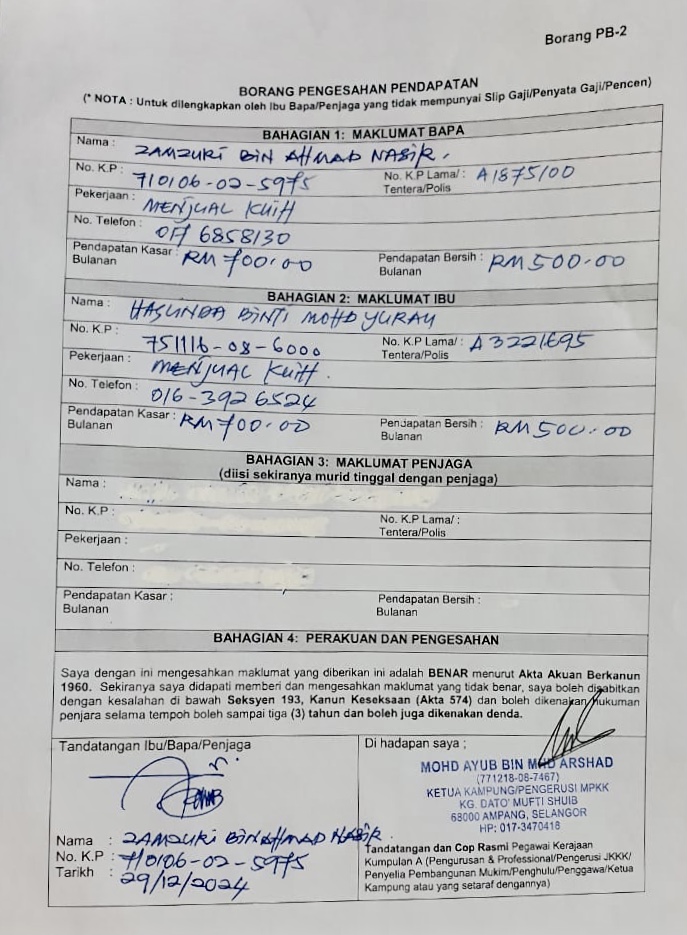 Borang PB-2
BORANG PENGESAHAN PENDAPATAN
(* NOTA : Untuk dilengkapkan oleh Ibu Bapa/Penjaga yang tidak mempunyai Slip Gaji/Penyata Gaji/Pencen)
BAHAGIAN 1: MAKLUMAT BAPA
Nama : ZAMZURI BIN AHMAD NASIR.
No. K.P : 710106-02-5975 No. K.P Lama/ : A1875100
Tentera/Polis
Pekerjaan : MENJUAL KUIH
No. Telefon : 017 6858130
Pendapatan Kasar : RM 700.00 Pendapatan Bersih : RM 500.00
Bulanan Bulanan
BAHAGIAN 2: MAKLUMAT IBU
Nama : HASLINDA BINTI MOHD
No. K.P : 751116-08-6000 No. K.P Lama/ : A3221695
Tentera/Polis
Pekerjaan : MENJUAL KUIH.
No. Telefon : 016-3926524
Pendapatan Kasar : RM 700.00 Pendapatan Bersih : RM 500.00
Bulanan Bulanan
BAHAGIAN 3: MAKLUMAT PENJAGA
(diisi sekiranya murid tinggal dengan penjaga)
Nama :
No. K.P : No. K.P Lama/ :
Tentera/Polis
Pekerjaan :
No. Telefon :
Pendapatan Kasar : Pendapatan Bersih :
Bulanan Bulanan
BAHAGIAN 4: PERAKUAN DAN PENGESAHAN
Saya dengan ini mengesahkan maklumat yang diberikan ini adalah BENAR menurut Akta Akuan Berkanun
1960. Sekiranya saya didapati memberi dan mengesahkan maklumat yang tidak benar, saya boleh disabitkan
dengan kesalahan di bawah Seksyen 193, Kanun Keseksaan (Akta 574) dan boleh dikenakan hukuman
penjara selama tempoh boleh sampai tiga (3) tahun dan boleh juga dikenakan denda.
Tandatangan Ibu/Bapa/Penjaga
Nama : ZAMZURI BIN AHMAD NASIR
No. K.P : 710106-02-5975
Tarikh : 29/12/2024
Di hadapan saya ;
MOHD AYUB BIN MHD ARSHAD
(771218-08-7467)
KETUA KAMPUNG/PENGERUSI MPKK
KG. DATO' MUFTI SHUIB
68000 AMPANG, SELANGOR
HP: 017-3470416
Tandatangan dan Cop Rasmi Pegawai Kerajaan
Kumpulan A (Pengurusan & Professional/Pengerusi JKKK/
Penyelia Pembangunan Mukim/Penghulu/Penggawa/Ketua
Kampung atau yang setaraf dengannya)